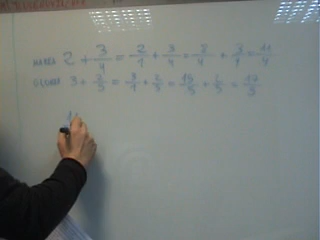 2 + 3/4 = 2/1 + 3/4 = 8/4 + 3/4 = 11/4
3 + 2/5 = 3/1 + 2/5 = 15/5 + 2/5 = 17/5